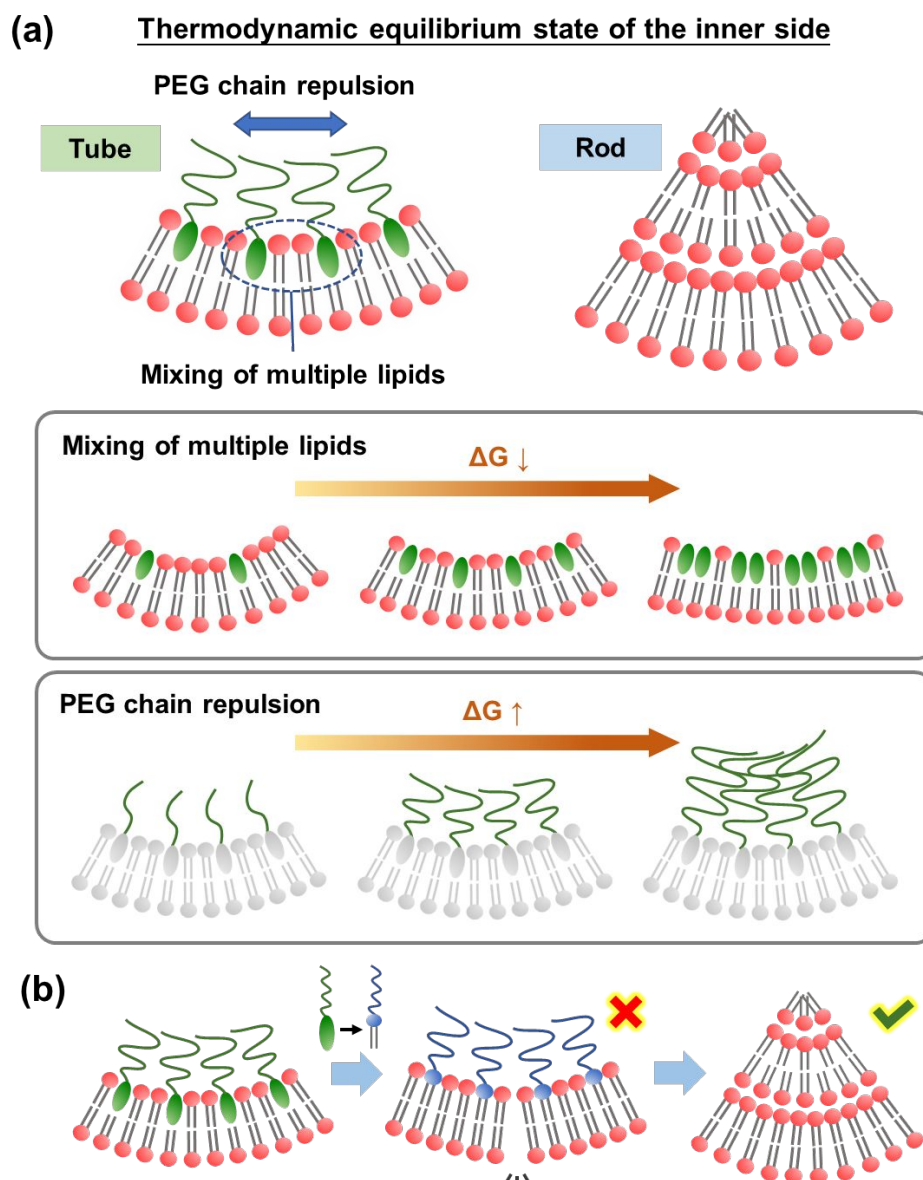 (a) Thermodynamic equilibrium state of the inner side
PEG chain repulsion
Tube
Rod
Mixing of multiple lipids
Mixing of multiple lipids
ΔG ↓
PEG chain repulsion
ΔG ↑
(b)